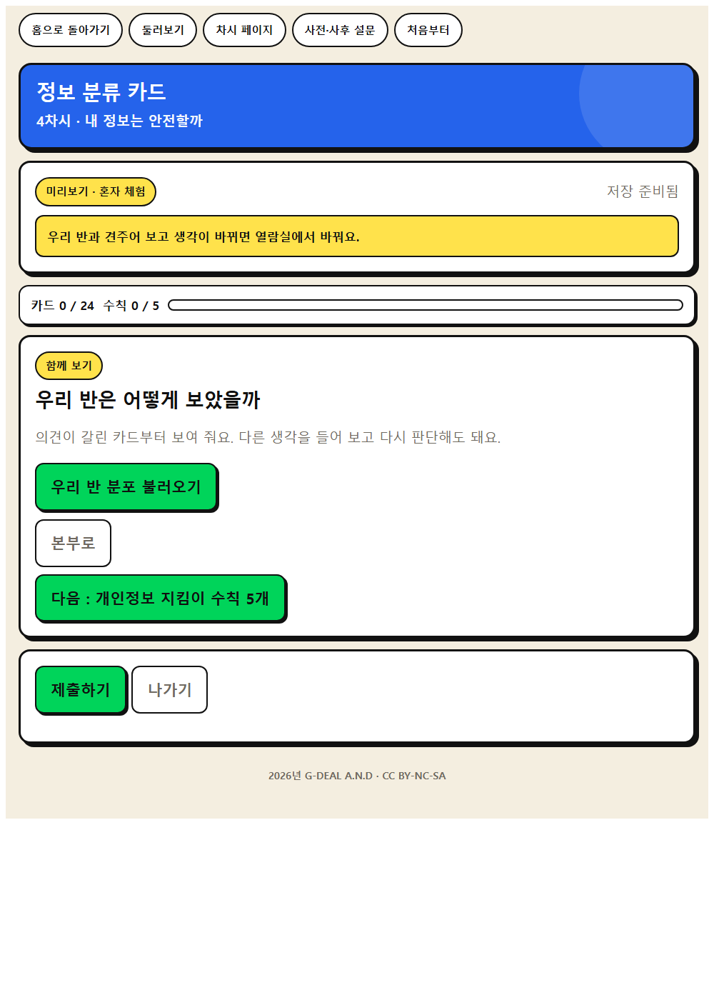 홈으로 돌아가기 둘러보기 차시 페이지 사전·사후 설문 처음부터
정보 분류 카드
4차시 · 내 정보는 안전할까
미리보기 · 혼자 체험 저장 준비됨
우리 반과 견주어 보고 생각이 바뀌면 열람실에서 바꿔요.
카드 0 / 24 수칙 0 / 5
함께 보기
우리 반은 어떻게 보았을까
의견이 갈린 카드부터 보여 줘요. 다른 생각을 들어 보고 다시 판단해도 돼요.
우리 반 분포 불러오기
본부로
다음 : 개인정보 지킴이 수칙 5개
제출하기 나가기
2026년 G-DEAL A.N.D · CC BY-NC-SA